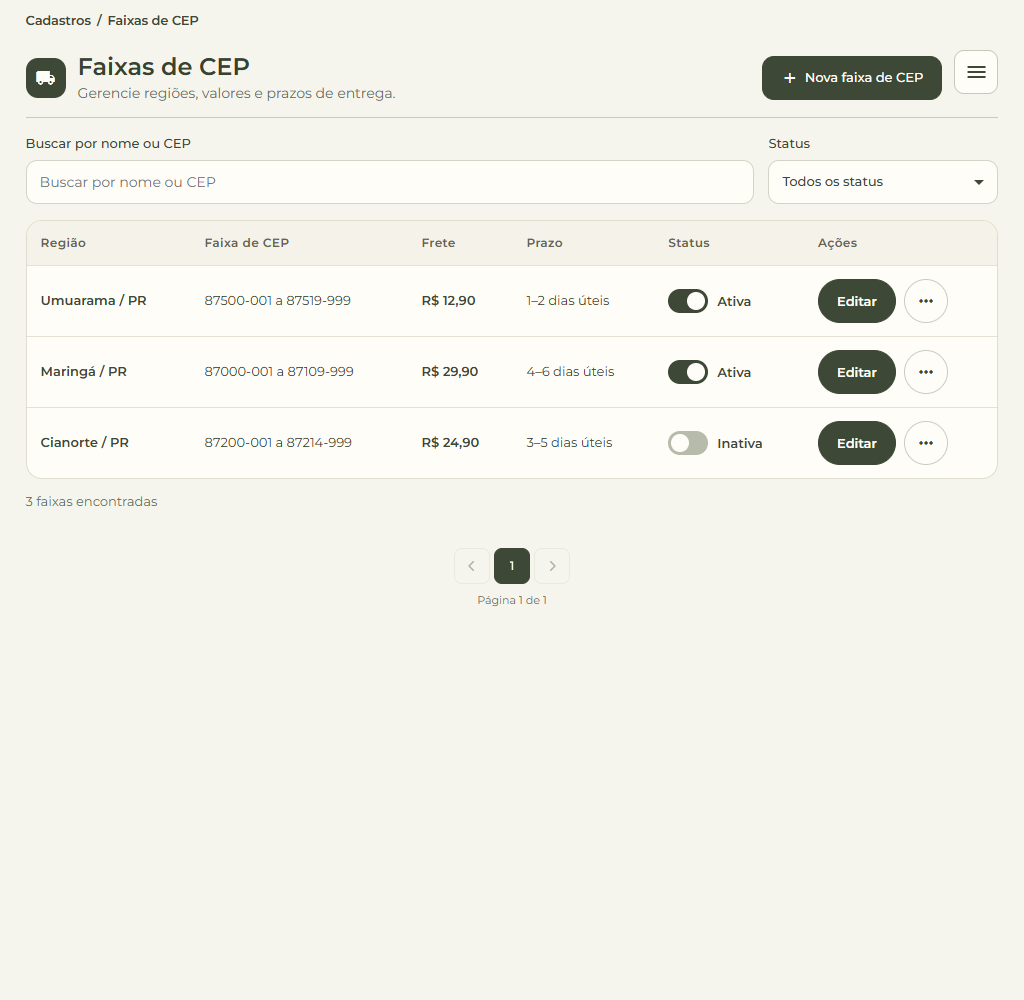 Cadastros / Faixas de CEP
Faixas de CEP
Gerencie regiões, valores e prazos de entrega.
+ Nova faixa de CEP
Buscar por nome ou CEP
Status
Buscar por nome ou CEP
Todos os status
Região Faixa de CEP Frete Prazo Status Ações
Umuarama / PR 87500-001 a 87519-999 R$ 12,90 1–2 dias úteis Ativa Editar •••
Maringá / PR 87000-001 a 87109-999 R$ 29,90 4–6 dias úteis Ativa Editar •••
Cianorte / PR 87200-001 a 87214-999 R$ 24,90 3–5 dias úteis Inativa Editar •••
3 faixas encontradas
1
Página 1 de 1